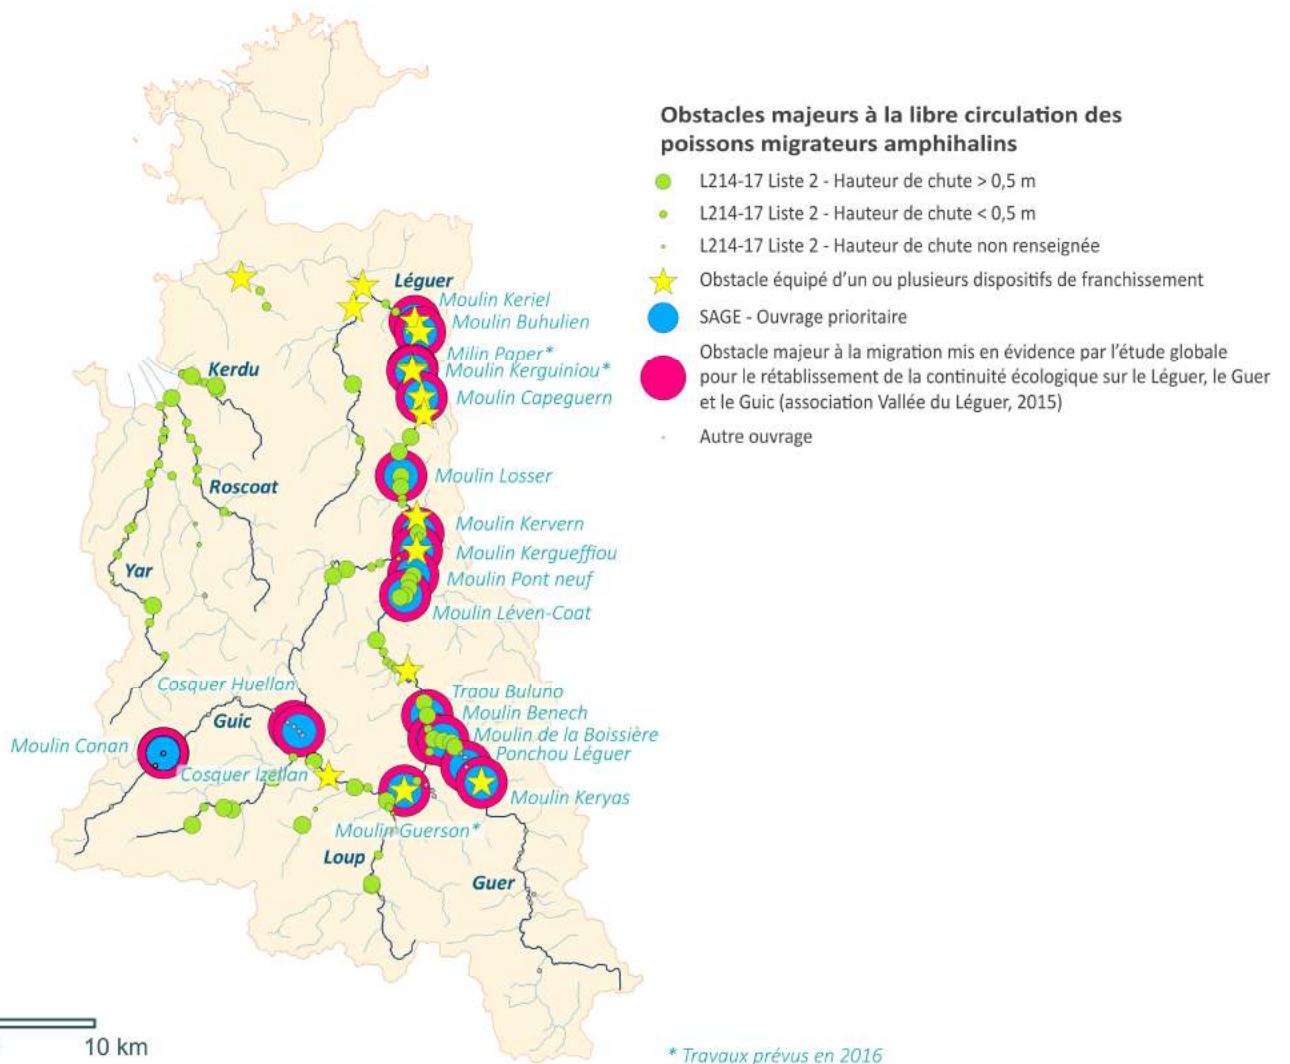 Obstacles majeurs à la libre circulation des
poissons migrateurs amphihalins
L214-17 Liste 2 - Hauteur de chute > 0,5 m
L214-17 Liste 2 - Hauteur de chute < 0,5 m
L214-17 Liste 2 - Hauteur de chute non renseignée
Obstacle équipé d'un ou plusieurs dispositifs de franchissement
SAGE - Ouvrage prioritaire
Obstacle majeur à la migration mis en évidence par l'étude globale
pour le rétablissement de la continuité écologique sur le Léguer, le Guer
et le Guic (association Vallée du Léguer, 2015)
Autre ouvrage
Léguer
Moulin Keriel
Moulin Buhulien
Milin Paper*
Moulin Kerguiniou*
Kerdu
Moulin Capeguern
Moulin Losser
Roscoat
Moulin Kervern
Moulin Kergueffiou
Yar
Moulin Pont neuf
Moulin Léven-Coat
Cosquer Huellan
Traou Buluno
Guic
Moulin Benech
Moulin de la Boissière
Moulin Conan
Ponchou Léguer
Cosquer Izellan
Moulin Keryas
Moulin Guerson*
Loup
Guer
10 km
* Travaux prévus en 2016